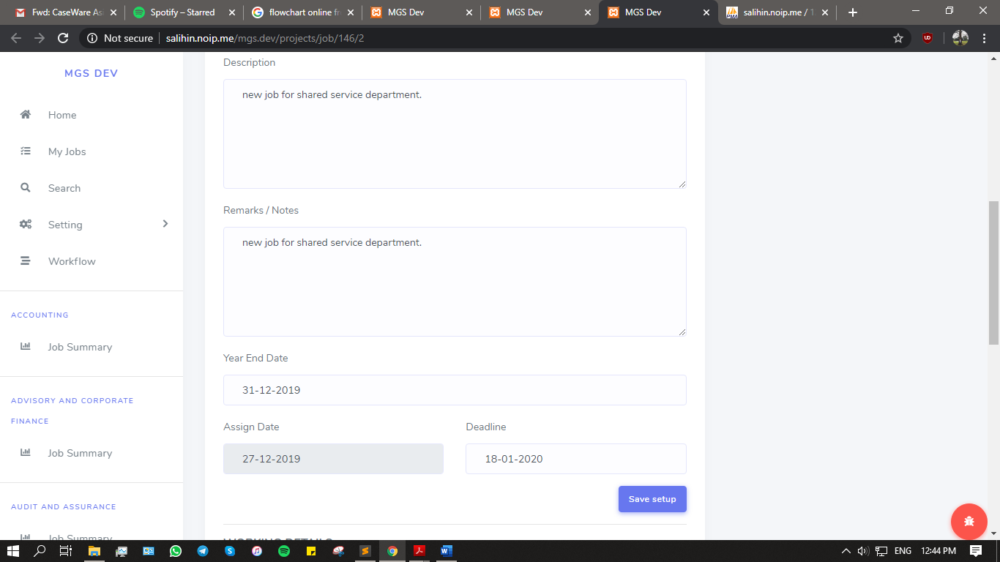 Fwd: CaseWare As
Spotify – Starred
flowchart online fr
MGS Dev
MGS Dev
MGS Dev
salihin.noip.me / 1
Not secure
salihin.noip.me/mgs.dev/projects/job/146/2
MGS DEV
Home
My Jobs
Search
Setting
Workflow
ACCOUNTING
Job Summary
ADVISORY AND CORPORATE
FINANCE
Job Summary
AUDIT AND ASSURANCE
Job Summary
Description
new job for shared service department.
Remarks / Notes
new job for shared service department.
Year End Date
31-12-2019
Assign Date
Deadline
27-12-2019
18-01-2020
Save setup
WORKING DETAILS
ENG
12:44 PM